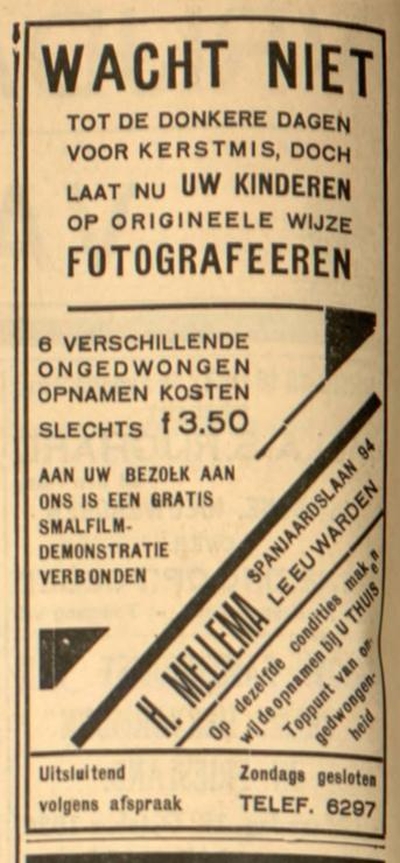 WACHT NIET
TOT DE DONKERE DAGEN
VOOR KERSTMIS, DOCH
LAAT NU UW KINDEREN
OP ORIGINEELE WIJZE
FOTOGRAFEEREN
6 VERSCHILLENDE
ONGEDWONGEN
OPNAMEN KOSTEN
SLECHTS f 3.50
AAN UW BEZOEK AAN
ONS IS EEN GRATIS
SMALFILM-
DEMONSTRATIE
VERBONDEN
H. MELLEMA
SPANJAARDSLAAN 94
LEEUWARDEN
Op dezelfde condities maken
wij de opnamen bij U THUIS
Toppunt van on-
gedwongen-
heid
Uitsluitend
volgens afspraak
Zondags gesloten
TELEF. 6297